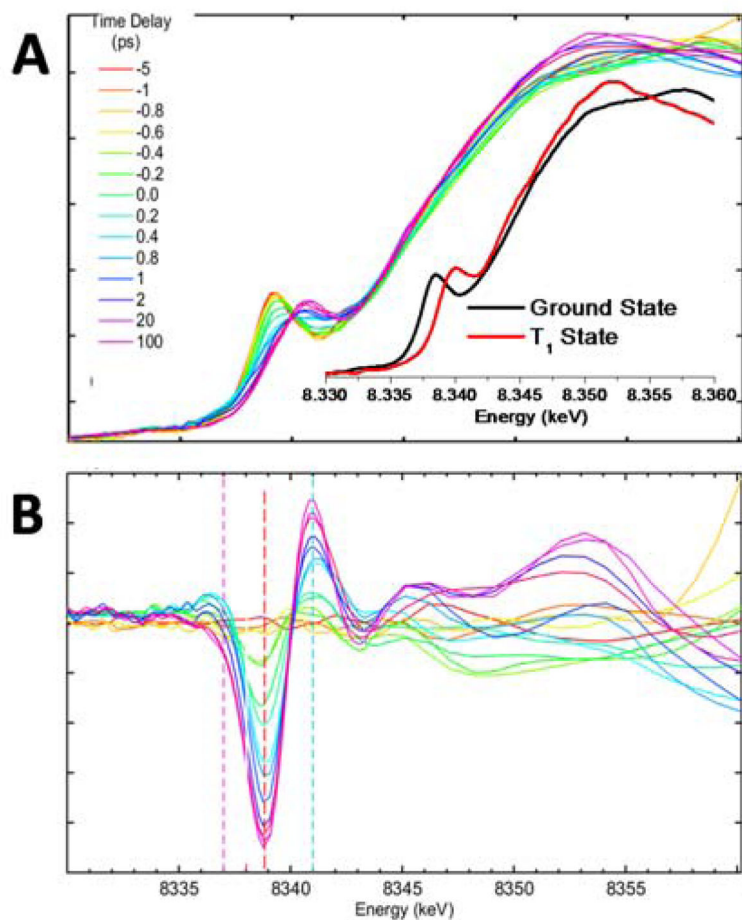 A
Time Delay
(ps)
-5
-1
-0.8
-0.6
-0.4
-0.2
0.0
0.2
0.4
0.8
1
2
20
100
Ground State
T1 State
8.330 8.335 8.340 8.345 8.350 8.355 8.360
Energy (keV)
B
8335 8340 8345 8350 8355
Energy (keV)